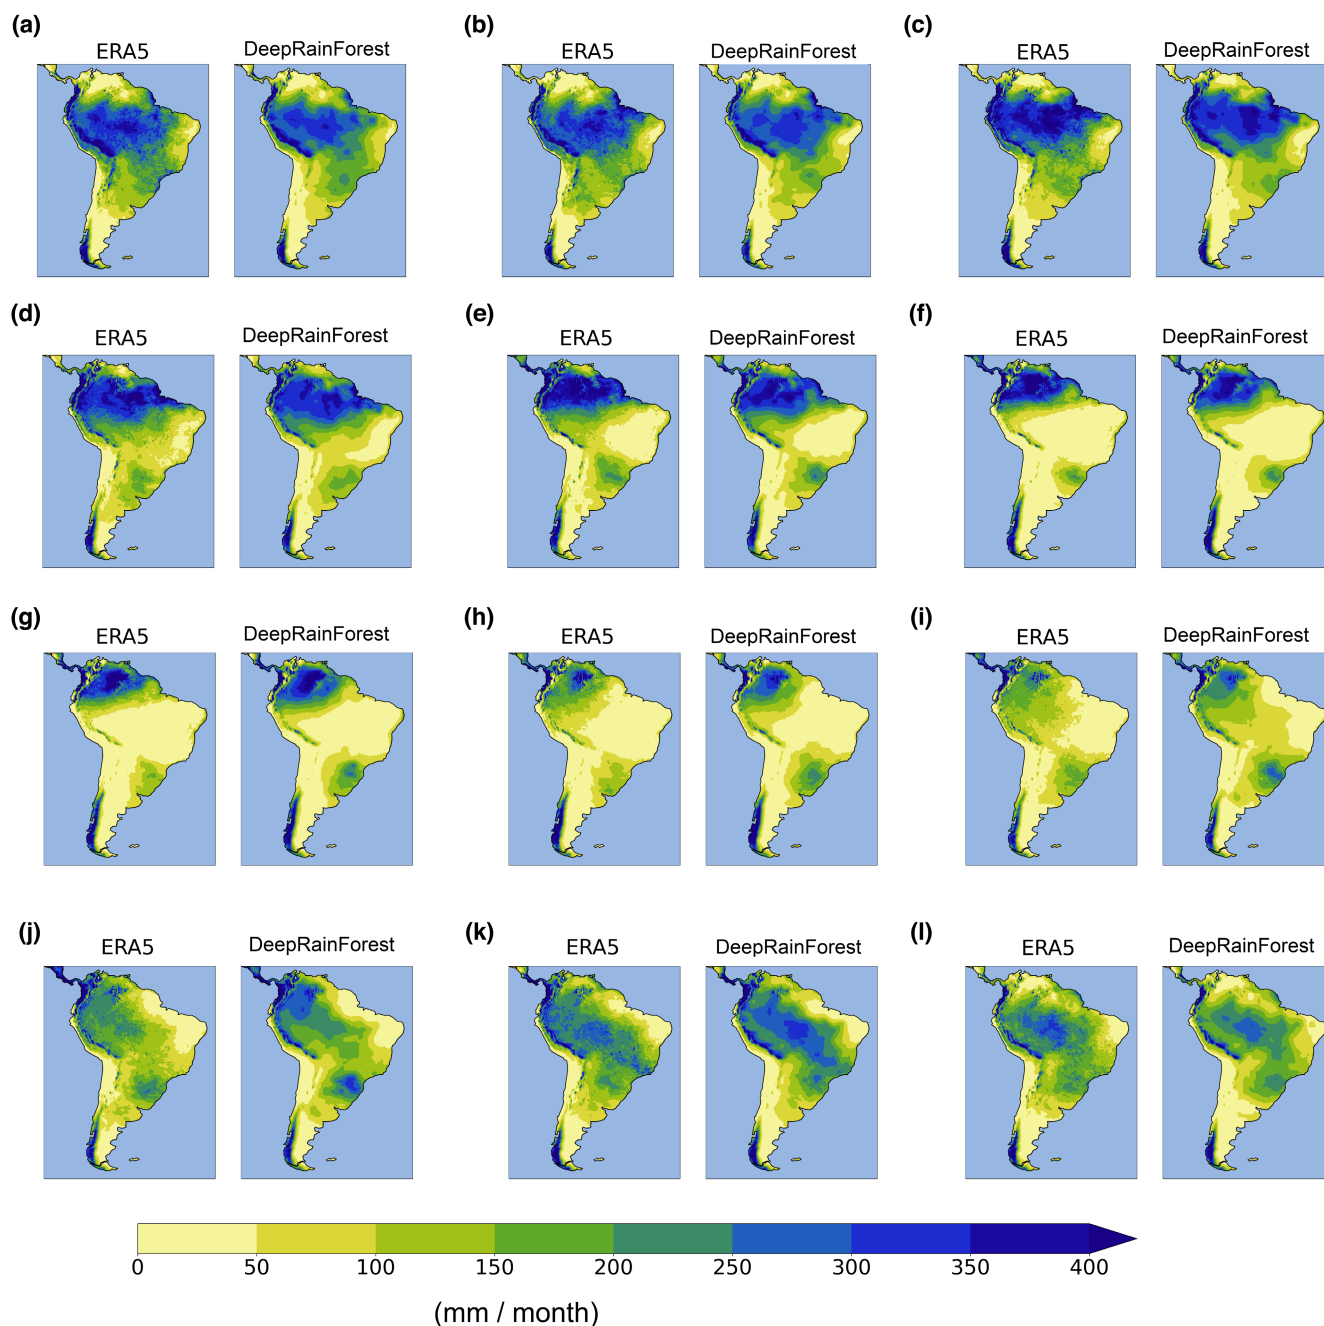 (a) (b) (c)
ERA5 DeepRainForest ERA5 DeepRainForest ERA5 DeepRainForest
(d) (e) (f)
ERA5 DeepRainForest ERA5 DeepRainForest ERA5 DeepRainForest
(g) (h) (i)
ERA5 DeepRainForest ERA5 DeepRainForest ERA5 DeepRainForest
(j) (k) (l)
ERA5 DeepRainForest ERA5 DeepRainForest ERA5 DeepRainForest
0 50 100 150 200 250 300 350 400
(mm / month)